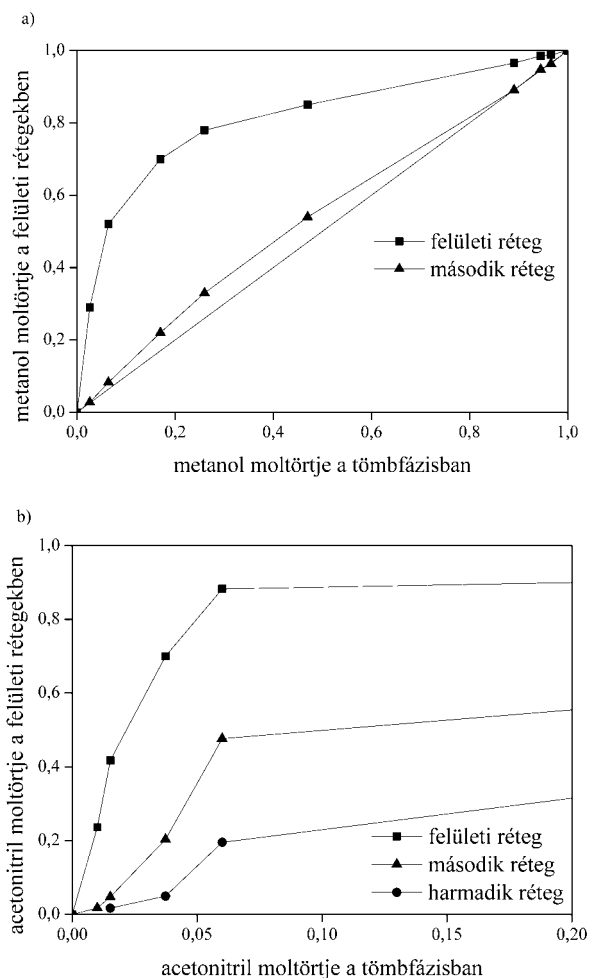 a)
metanol moltörtje a felületi rétegekben
1,0
0,8
0,6
0,4
0,2
0,0
felületi réteg
második réteg
0,0 0,2 0,4 0,6 0,8 1,0
metanol moltörtje a tömbfázisban
b)
acetonitril moltörtje a felületi rétegekben
1,0
0,8
0,6
0,4
0,2
0,0
felületi réteg
második réteg
harmadik réteg
0,00 0,05 0,10 0,15 0,20
acetonitril moltörtje a tömbfázisban